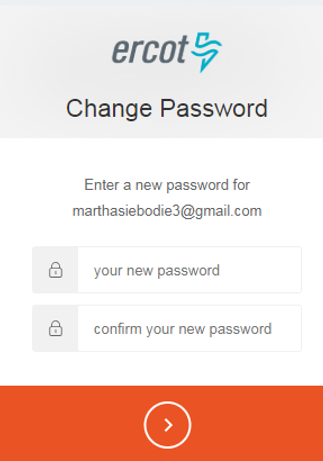 ercot
Change Password
Enter a new password for
marthasiebodie3@gmail.com
your new password
confirm your new password